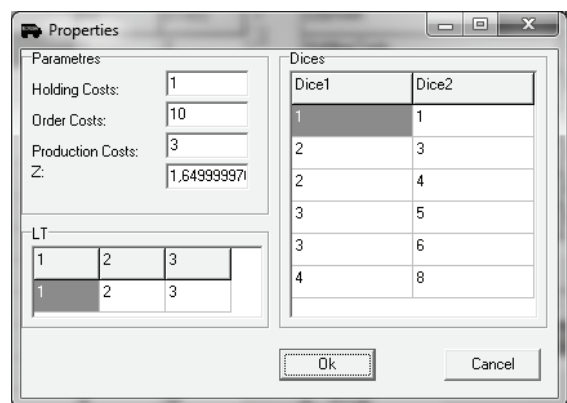 Properties
Parametres
Holding Costs: 1
Order Costs: 10
Production Costs: 3
Z: 1,64999997
LT
1 2 3
1 2 3
Dices
Dice1 Dice2
1 1
2 3
2 4
3 5
3 6
4 8
Ok Cancel